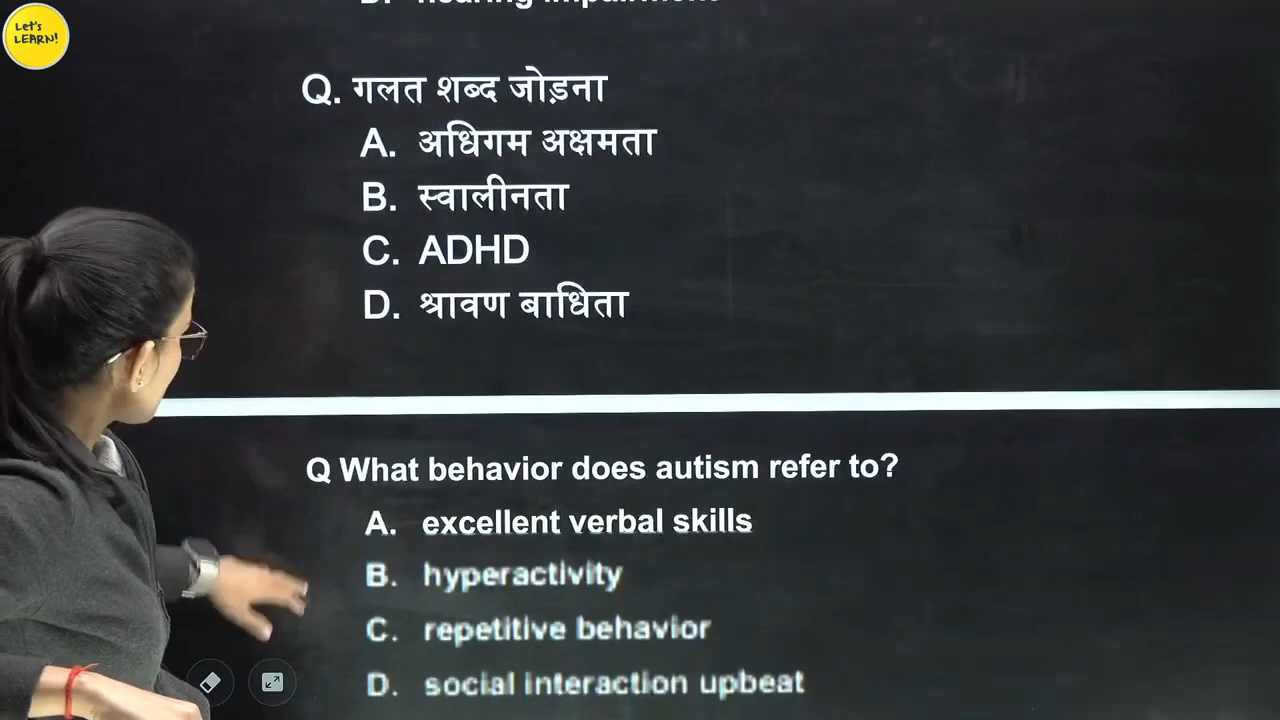 Let's
LEARN!
Q. गलत शब्द जोड़ना
A. अधिगम अक्षमता
B. स्वालीनता
C. ADHD
D. श्रावण बाधिता
Q What behavior does autism refer to?
A. excellent verbal skills
B. hyperactivity
C. repetitive behavior
D. social interaction upbeat